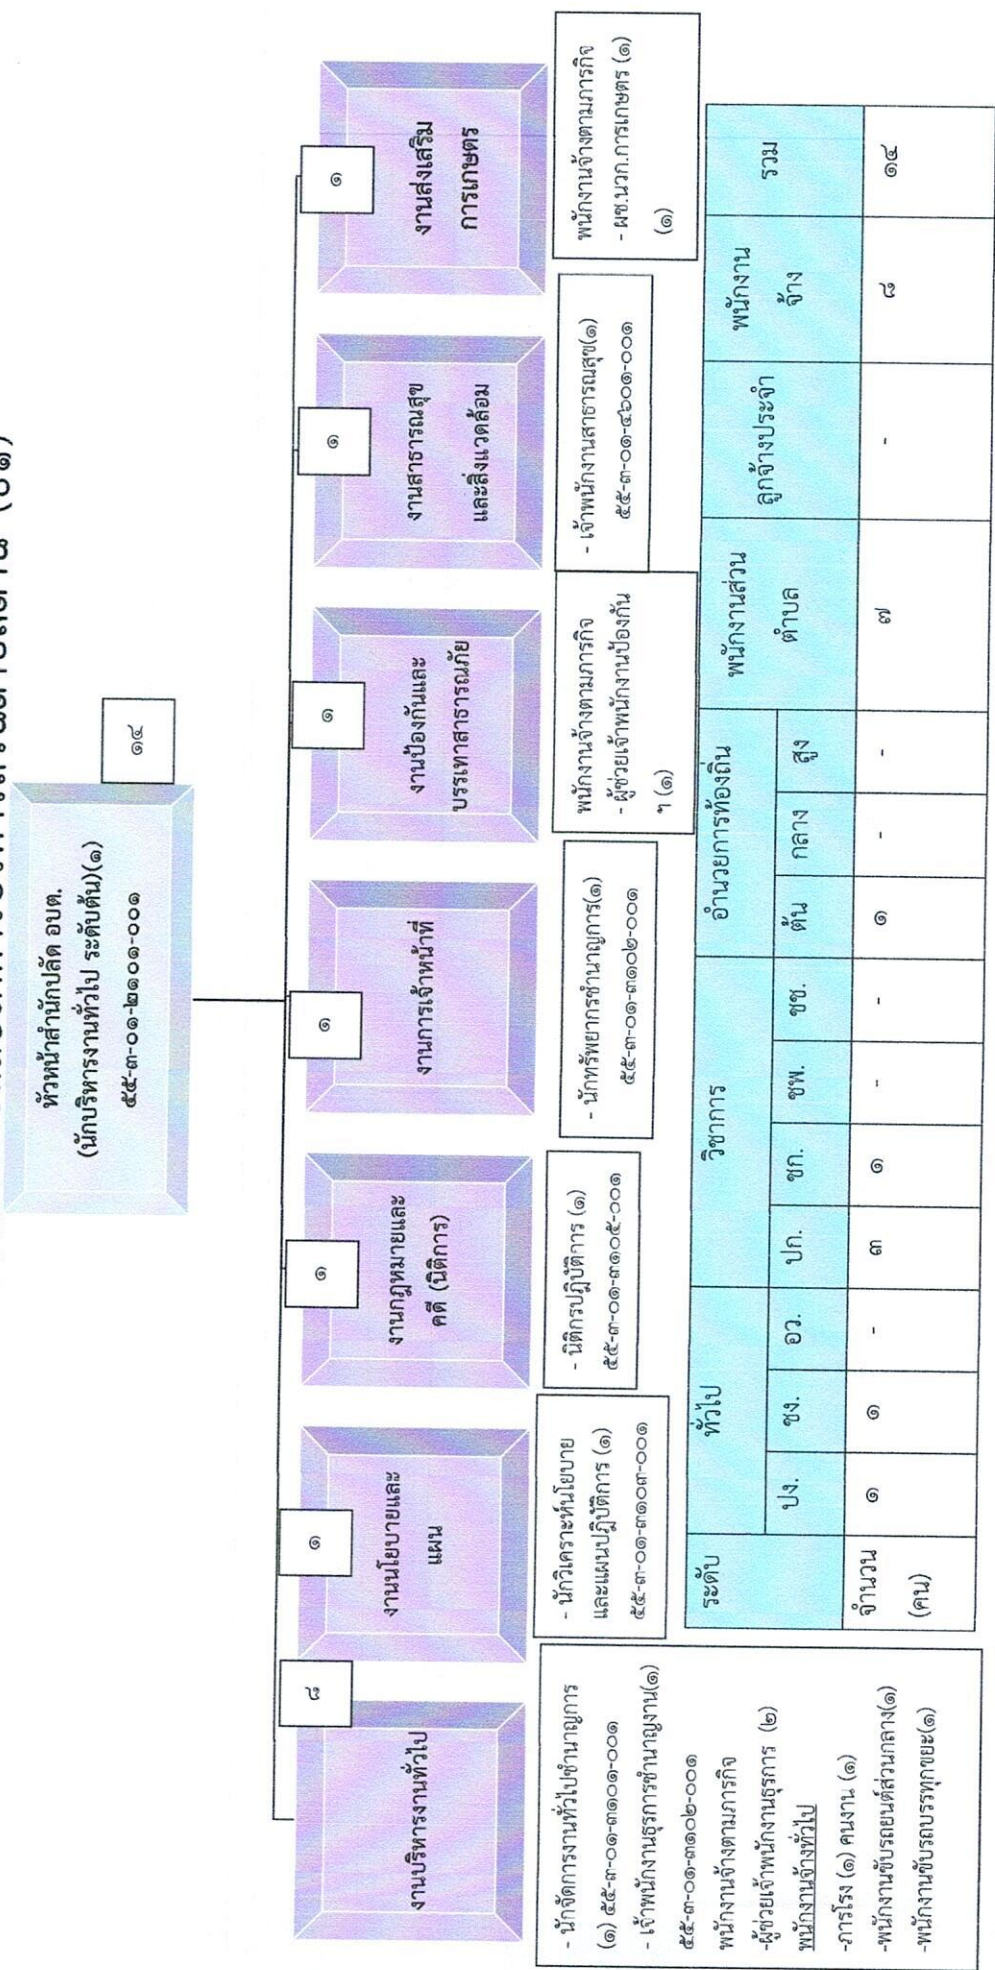 (๐๑)
หัวหน้าสำนักปลัด อบต.
(นักบริหารงานทั่วไป ระดับต้น)(๑)
๕๕-๓-๐๑-๒๑๐๑-๐๐๑
๑๔
๘
งานบริหารงานทั่วไป
๑
งานนโยบายและ
แผน
๑
งานกฎหมายและ
คดี (นิติการ)
๑
งานการเจ้าหน้าที่
๑
งานป้องกันและ
บรรเทาสาธารณภัย
๑
งานสาธารณสุข
และสิ่งแวดล้อม
๑
งานส่งเสริม
การเกษตร
- นักจัดการงานทั่วไปชำนาญการ
(๑) ๕๕-๓-๐๑-๓๑๐๑-๐๐๑
- เจ้าพนักงานธุรการชำนาญงาน(๑)
๕๕-๓-๐๑-๓๑๐๒-๐๐๑
พนักงานจ้างตามภารกิจ
-ผู้ช่วยเจ้าพนักงานธุรการ (๒)
พนักงานจ้างทั่วไป
-ภารโรง (๑) คนงาน (๑)
-พนักงานขับรถยนต์ส่วนกลาง(๑)
-พนักงานขับรถบรรทุกขยะ(๑)
- นักวิเคราะห์นโยบาย
และแผนปฏิบัติการ (๑)
๕๕-๓-๐๑-๓๑๐๓-๐๐๑
- นิติกรปฏิบัติการ (๑)
๕๕-๓-๐๑-๓๑๐๕-๐๐๑
- นักทรัพยากรชำนาญการ(๑)
๕๕-๓-๐๑-๓๑๐๒-๐๐๑
พนักงานจ้างตามภารกิจ
- ผู้ช่วยเจ้าพนักงานป้องกัน
ฯ (๑)
- เจ้าพนักงานสาธารณสุข(๑)
๕๕-๓-๐๑-๔๖๐๑-๐๐๑
พนักงานจ้างตามภารกิจ
- ผช.นวก.การเกษตร (๑)
(๑)
ระดับ ทั่วไป วิชาการ อำนวยการท้องถิ่น พนักงานส่วน ลูกจ้างประจำ พนักงาน รวม
ปง. ชง. อว. ปก. ชก. ชพ. ชช. ต้น กลาง สูง ตำบล จ้าง
จำนวน ๑ ๑ - ๓ ๑ - - ๑ - - ๗ - ๘ ๑๔
(คน)